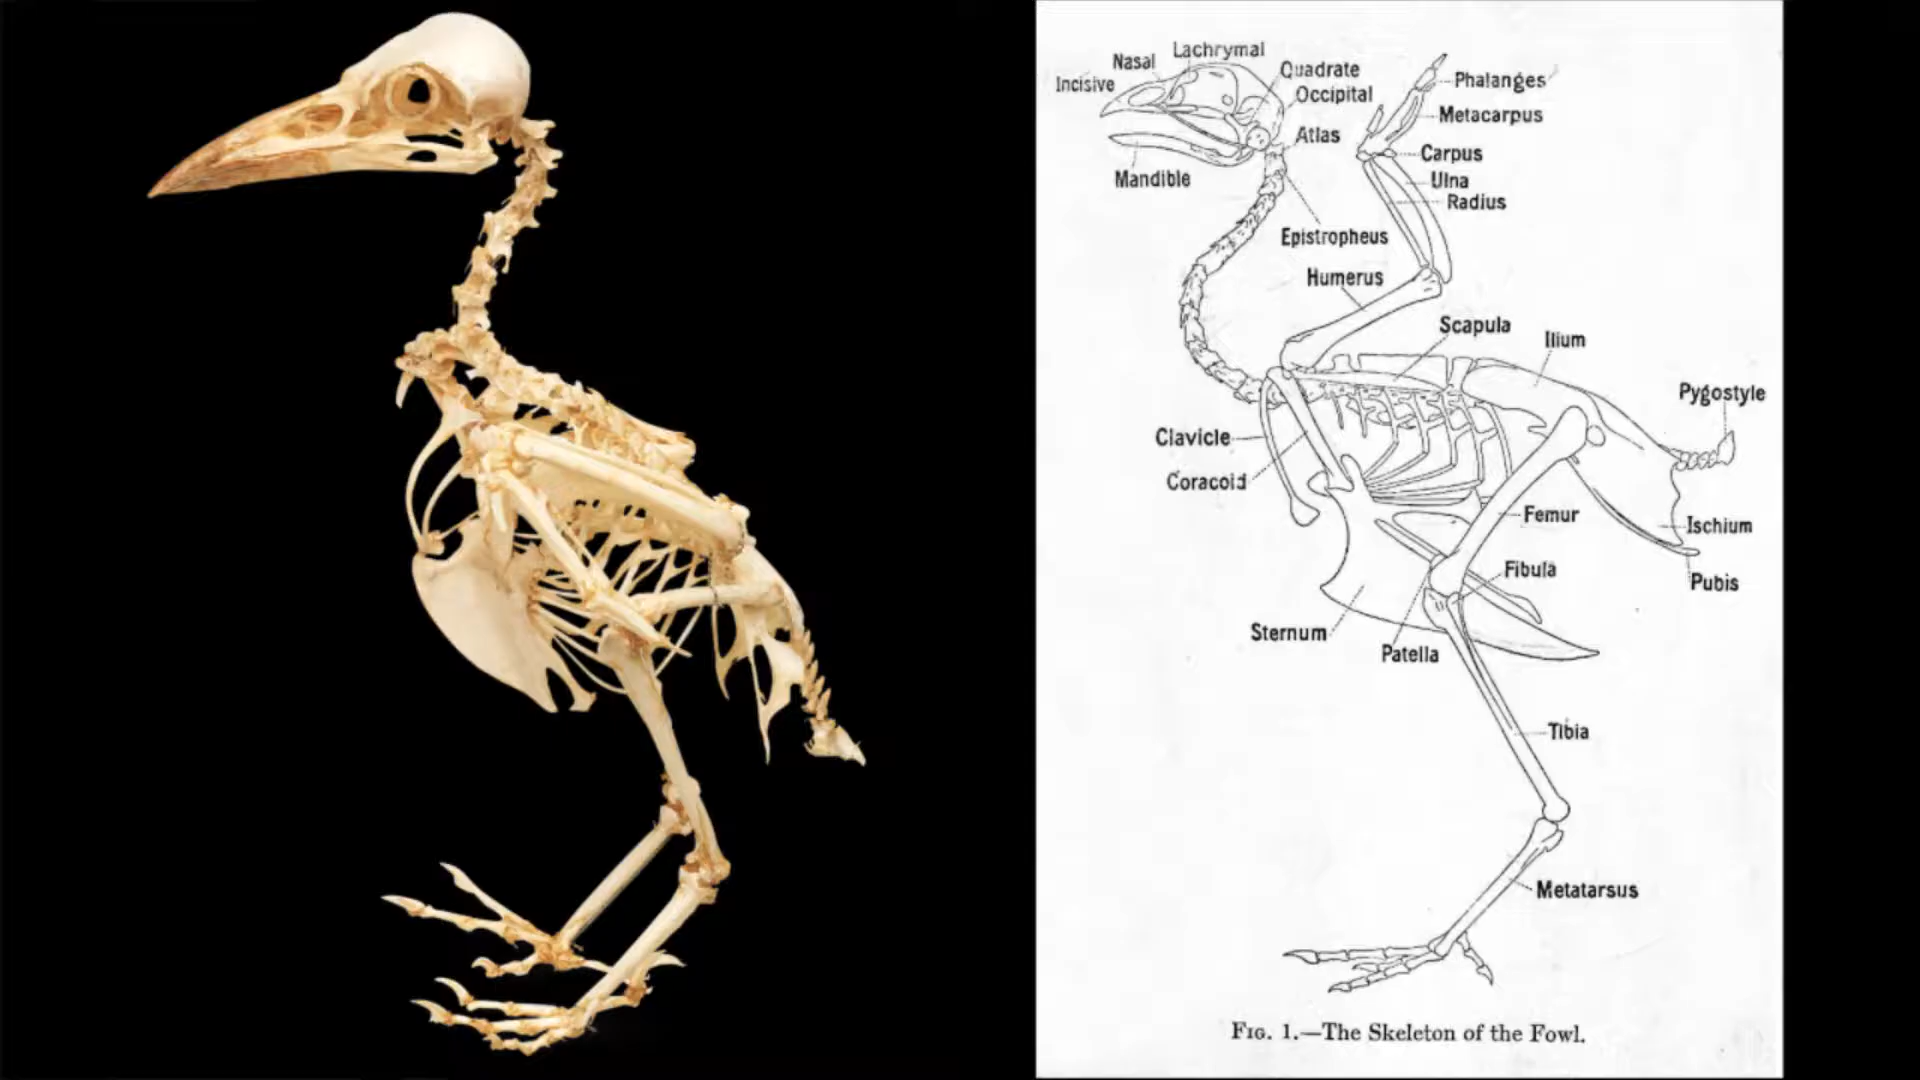 Lachrymal
Nasal
Incisive
Quadrate
Occipital
Atlas
Mandible
Epistropheus
Phalanges
Metacarpus
Carpus
Ulna
Radius
Humerus
Scapula
Ilium
Pygostyle
Clavicle
Coracoid
Femur
Ischium
Fibula
Pubis
Sternum
Patella
Tibia
Metatarsus
FIG. 1.—The Skeleton of the Fowl.